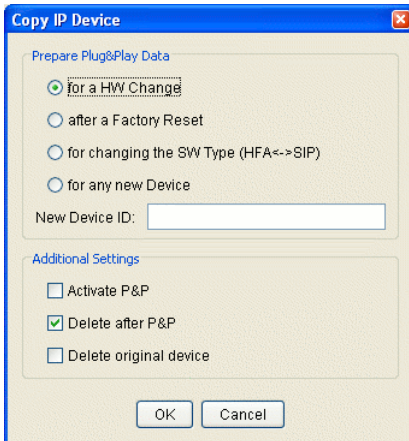 Copy IP Device
Prepare Plug&Play Data
for a HW Change
after a Factory Reset
for changing the SW Type (HFA<->SIP)
for any new Device
New Device ID:
Additional Settings
Activate P&P
Delete after P&P
Delete original device
OK Cancel